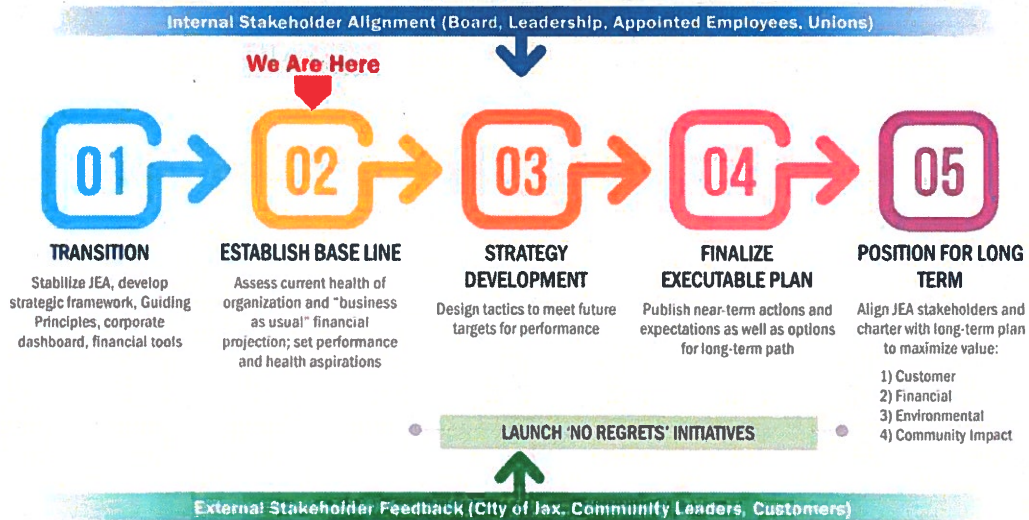 Internal Stakeholder Alignment (Board, Leadership, Appointed Employees, Unions)
We Are Here
01
02
03
04
05
TRANSITION
Stabilize JEA, develop
strategic framework, Guiding
Principles, corporate
dashboard, financial tools
ESTABLISH BASE LINE
Assess current health of
organization and "business
as usual" financial
projection; set performance
and health aspirations
STRATEGY
DEVELOPMENT
Design tactics to meet future
targets for performance
FINALIZE
EXECUTABLE PLAN
Publish near-term actions and
expectations as well as options
for long-term path
POSITION FOR LONG
TERM
Align JEA stakeholders and
charter with long-term plan
to maximize value:
1) Customer
2) Financial
3) Environmental
4) Community Impact
LAUNCH 'NO REGRETS' INITIATIVES
External Stakeholder Feedback (City of Jax, Community Leaders, Customers)